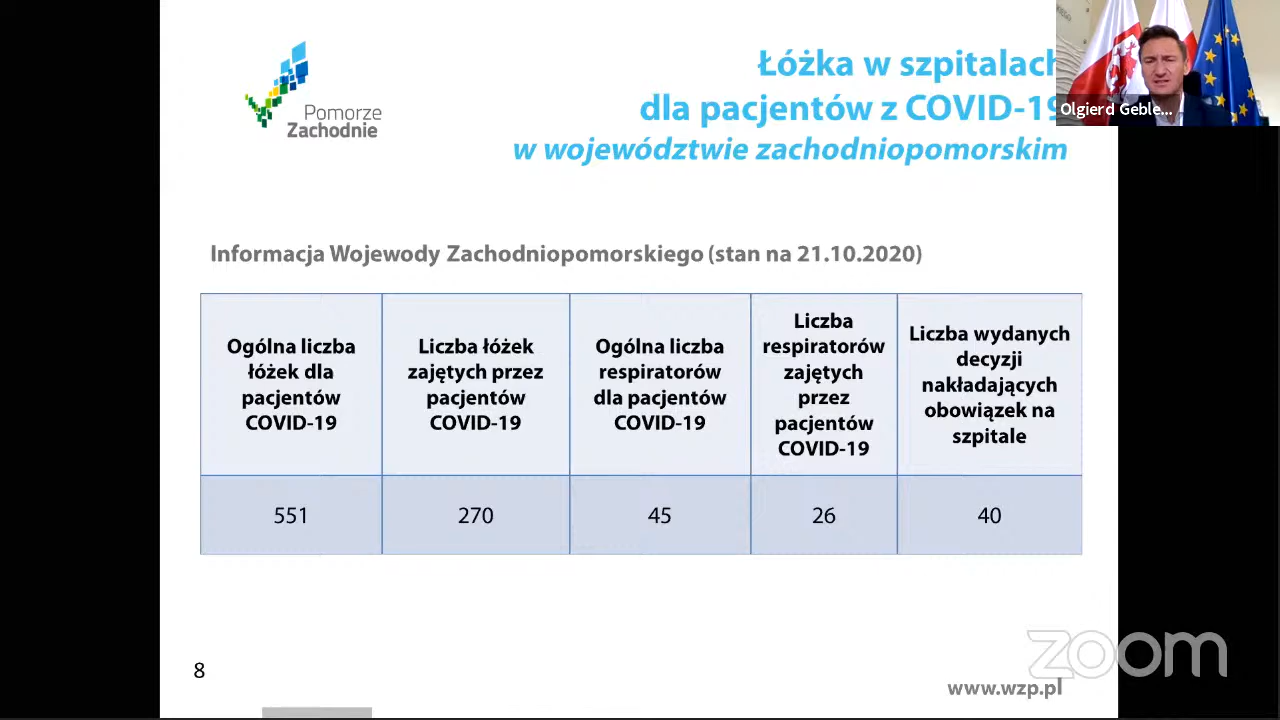 Pomorze
Zachodnie
Łóżka w szpitalach
dla pacjentów z COVID-19
w województwie zachodniopomorskim
Olgierd Geble...
Informacja Wojewody Zachodniopomorskiego (stan na 21.10.2020)
Ogólna liczba
łóżek dla
pacjentów
COVID-19
Liczba łóżek
zajętych przez
pacjentów
COVID-19
Ogólna liczba
respiratorów
dla pacjentów
COVID-19
Liczba
respiratorów
zajętych
przez
pacjentów
COVID-19
Liczba wydanych
decyzji
nakładających
obowiązek na
szpitale
551
270
45
26
40
8
zoom
www.wzp.pl